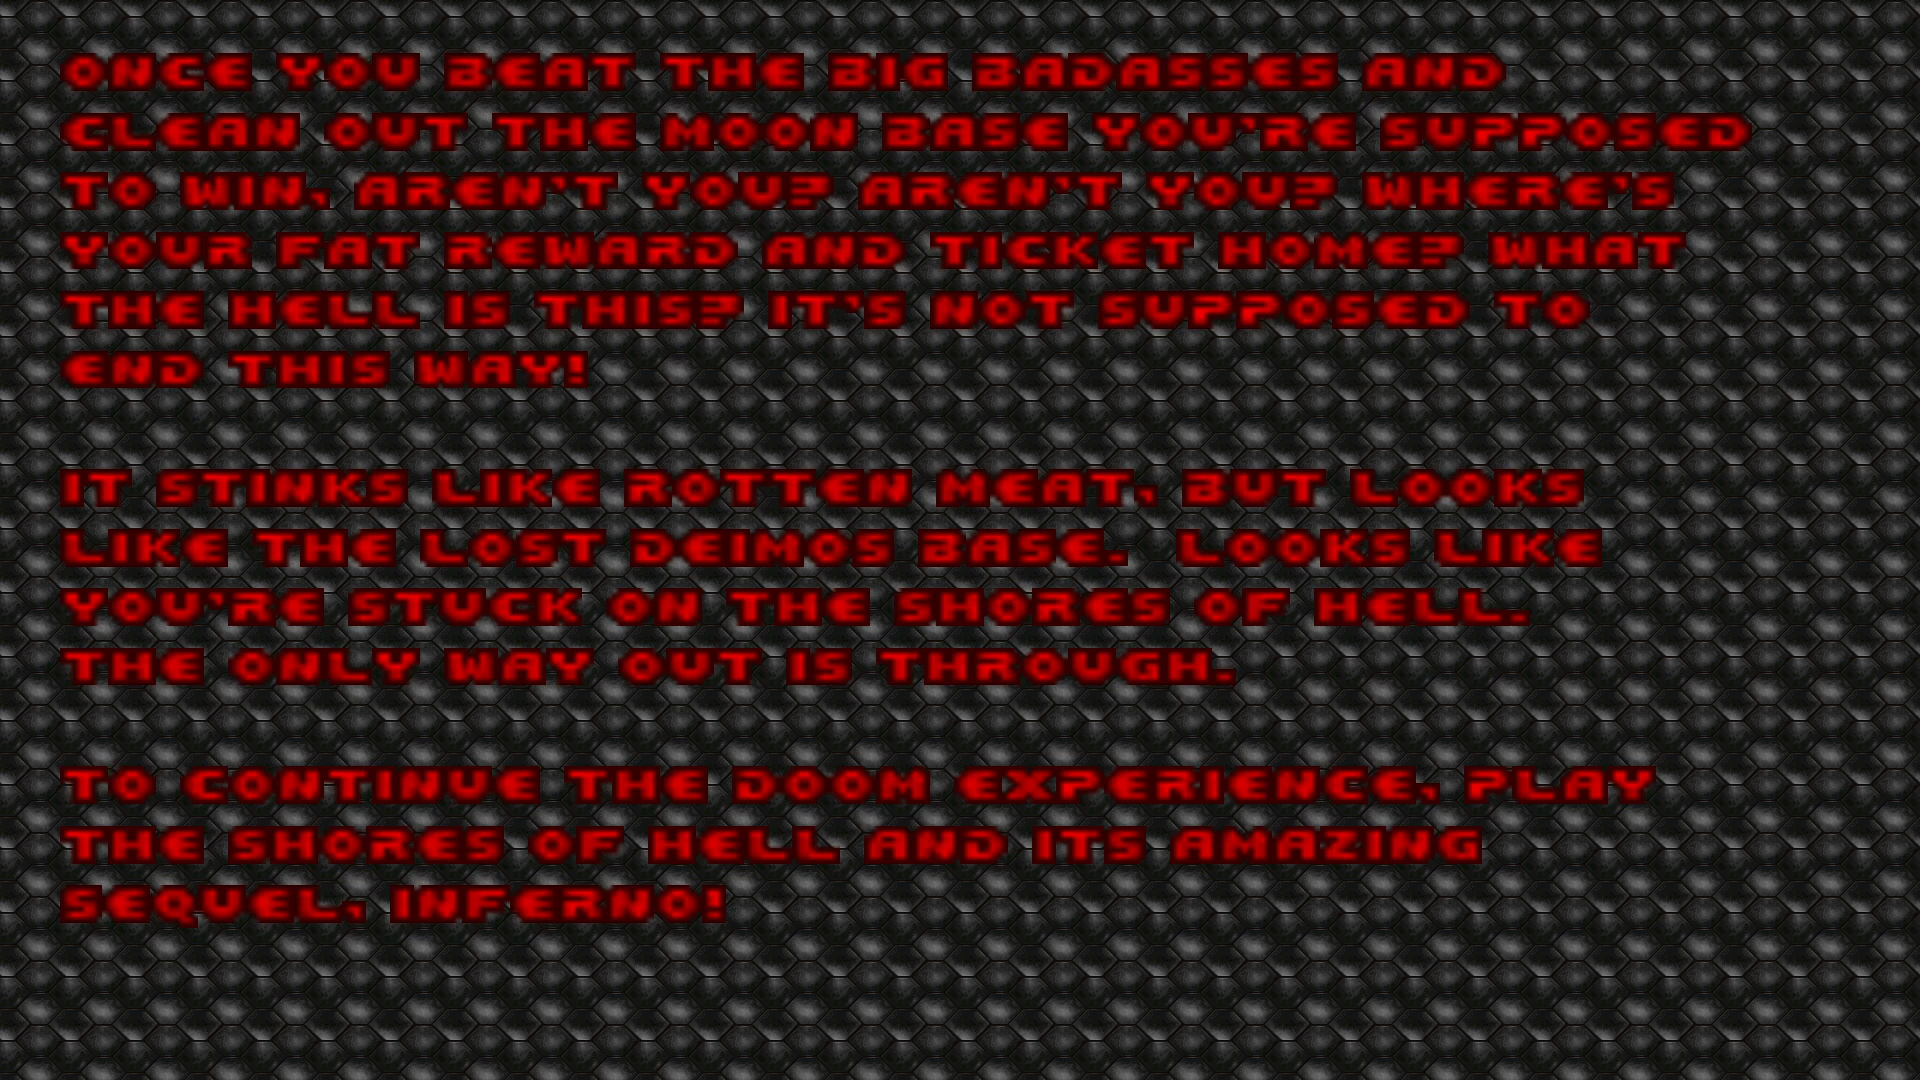 ONCE YOU BEAT THE BIG BADASSES AND
CLEAN OUT THE MOON BASE YOU'RE SUPPOSED
TO WIN, AREN'T YOU? AREN'T YOU? WHERE'S
YOUR FAT REWARD AND TICKET HOME? WHAT
THE HELL IS THIS? IT'S NOT SUPPOSED TO
END THIS WAY!

IT STINKS LIKE ROTTEN MEAT, BUT LOOKS
LIKE THE LOST DEIMOS BASE.  LOOKS LIKE
YOU'RE STUCK ON THE SHORES OF HELL.
THE ONLY WAY OUT IS THROUGH.

TO CONTINUE THE DOOM EXPERIENCE, PLAY
THE SHORES OF HELL AND ITS AMAZING
SEQUEL, INFERNO!